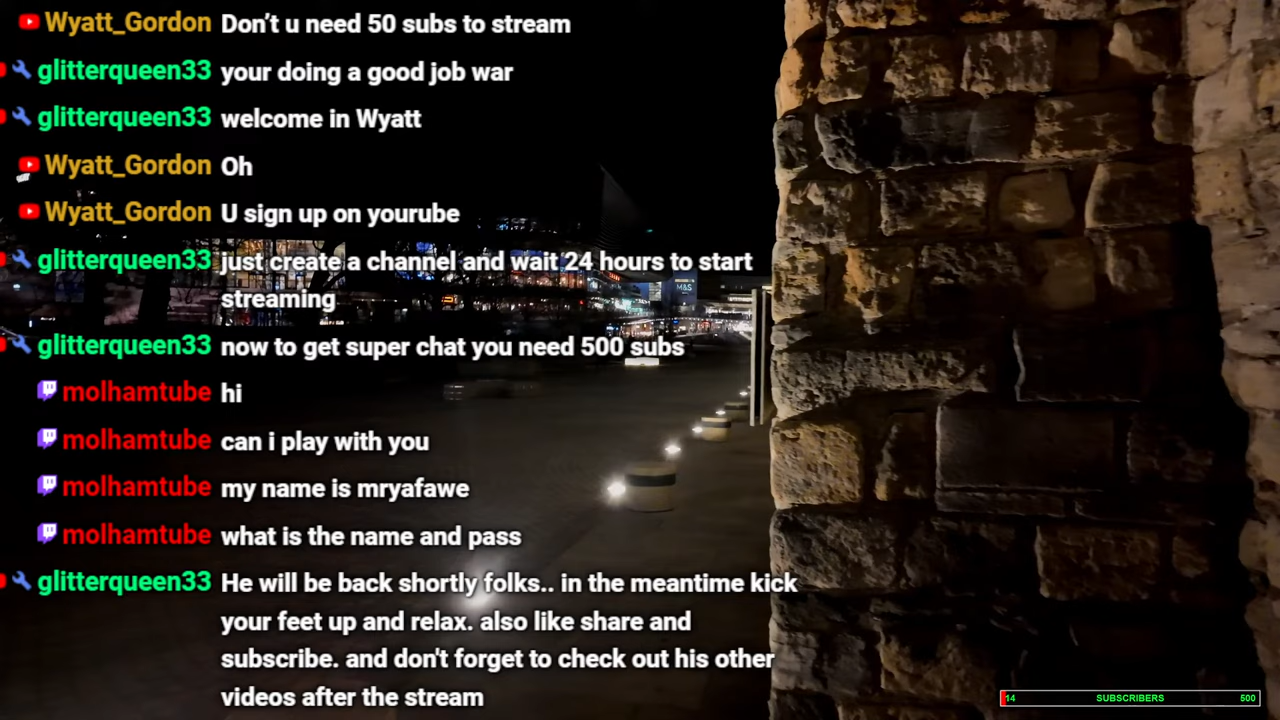 Wyatt_Gordon Don't u need 50 subs to stream
glitterqueen33 your doing a good job war
glitterqueen33 welcome in Wyatt
Wyatt_Gordon Oh
Wyatt_Gordon U sign up on yourube
glitterqueen33 just create a channel and wait 24 hours to start
streaming
glitterqueen33 now to get super chat you need 500 subs
molhamtube hi
molhamtube can i play with you
molhamtube my name is mryafawe
molhamtube what is the name and pass
glitterqueen33 He will be back shortly folks.. in the meantime kick
your feet up and relax. also like share and
subscribe. and don't forget to check out his other
videos after the stream
M&S
14 SUBSCRIBERS 500